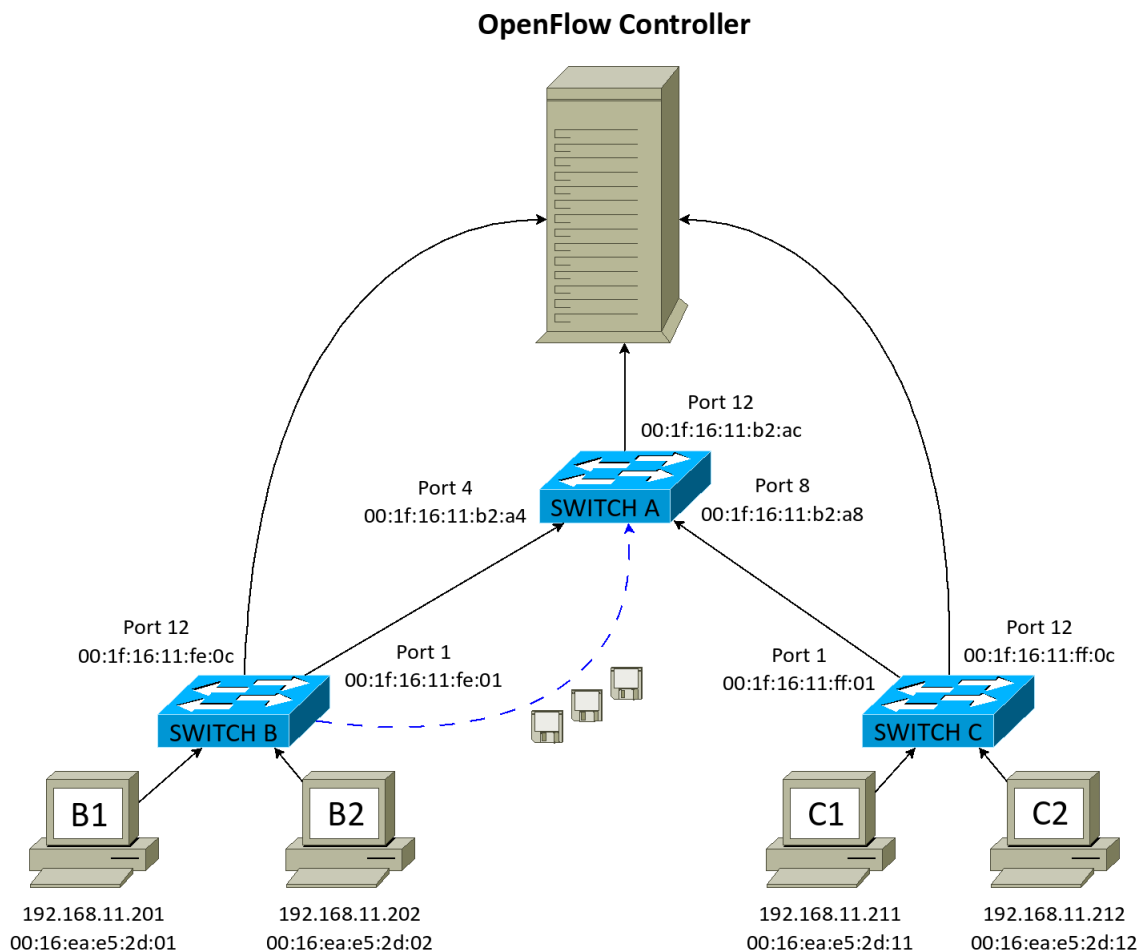 OpenFlow Controller
Port 12
00:1f:16:11:b2:ac
Port 4
00:1f:16:11:b2:a4
SWITCH A
Port 8
00:1f:16:11:b2:a8
Port 12
00:1f:16:11:fe:0c
Port 1
00:1f:16:11:fe:01
Port 1
00:1f:16:11:ff:01
Port 12
00:1f:16:11:ff:0c
SWITCH B
SWITCH C
B1
B2
C1
C2
192.168.11.201
00:16:ea:e5:2d:01
192.168.11.202
00:16:ea:e5:2d:02
192.168.11.211
00:16:ea:e5:2d:11
192.168.11.212
00:16:ea:e5:2d:12